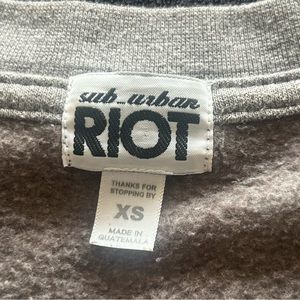 sub_urban
RIOT
THANKS FOR
STOPPING BY
XS
MADE IN
GUATEMALA